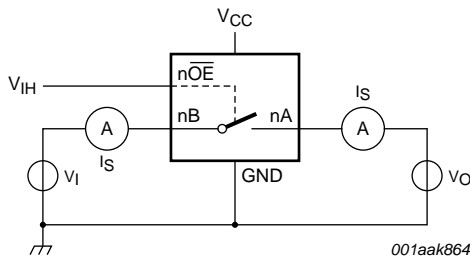 VCC
nOE
VIH
IS
nB
nA
A
A
IS
GND
VI
VO
001aak864